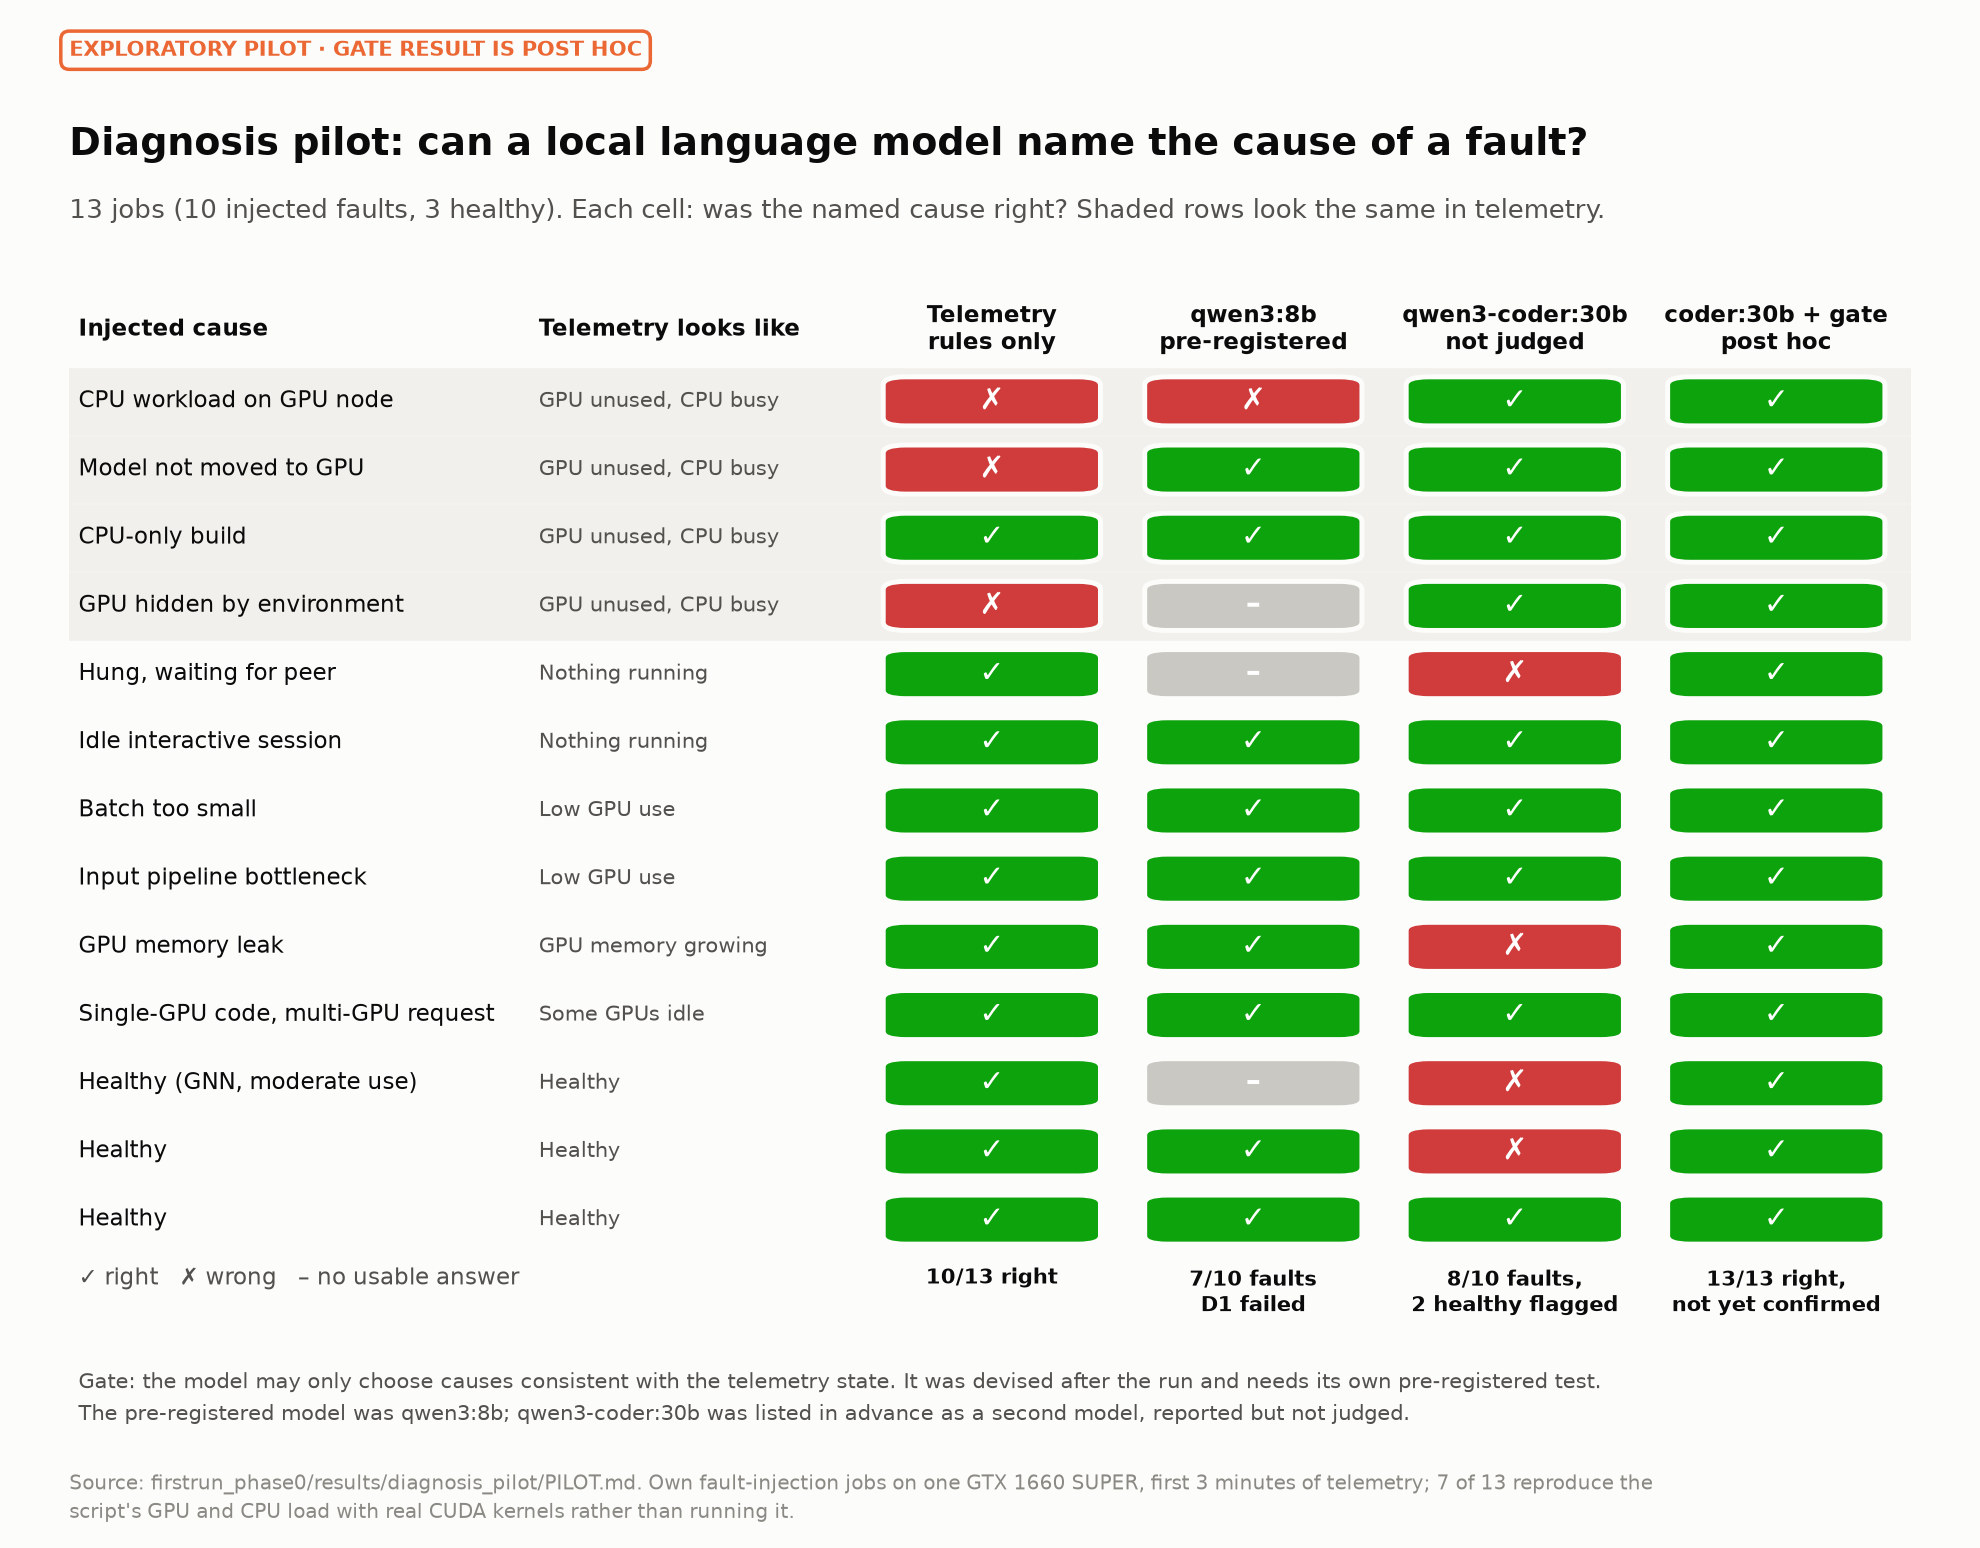 EXPLORATORY PILOT · GATE RESULT IS POST HOC
Diagnosis pilot: can a local language model name the cause of a fault?
13 jobs (10 injected faults, 3 healthy). Each cell: was the named cause right? Shaded rows look the same in telemetry.
Injected cause Telemetry looks like Telemetry rules only qwen3:8b pre-registered qwen3-coder:30b not judged coder:30b + gate post hoc
CPU workload on GPU node GPU unused, CPU busy ✗ ✗ ✓ ✓
Model not moved to GPU GPU unused, CPU busy ✗ ✓ ✓ ✓
CPU-only build GPU unused, CPU busy ✓ ✓ ✓ ✓
GPU hidden by environment GPU unused, CPU busy ✗ – ✓ ✓
Hung, waiting for peer Nothing running ✓ – ✗ ✓
Idle interactive session Nothing running ✓ ✓ ✓ ✓
Batch too small Low GPU use ✓ ✓ ✓ ✓
Input pipeline bottleneck Low GPU use ✓ ✓ ✓ ✓
GPU memory leak GPU memory growing ✓ ✓ ✗ ✓
Single-GPU code, multi-GPU request Some GPUs idle ✓ ✓ ✓ ✓
Healthy (GNN, moderate use) Healthy ✓ – ✗ ✓
Healthy Healthy ✓ ✓ ✗ ✓
Healthy Healthy ✓ ✓ ✓ ✓
✓ right ✗ wrong – no usable answer 10/13 right 7/10 faults D1 failed 8/10 faults, 2 healthy flagged 13/13 right, not yet confirmed
Gate: the model may only choose causes consistent with the telemetry state. It was devised after the run and needs its own pre-registered test.
The pre-registered model was qwen3:8b; qwen3-coder:30b was listed in advance as a second model, reported but not judged.
Source: firstrun_phase0/results/diagnosis_pilot/PILOT.md. Own fault-injection jobs on one GTX 1660 SUPER, first 3 minutes of telemetry; 7 of 13 reproduce the
script's GPU and CPU load with real CUDA kernels rather than running it.